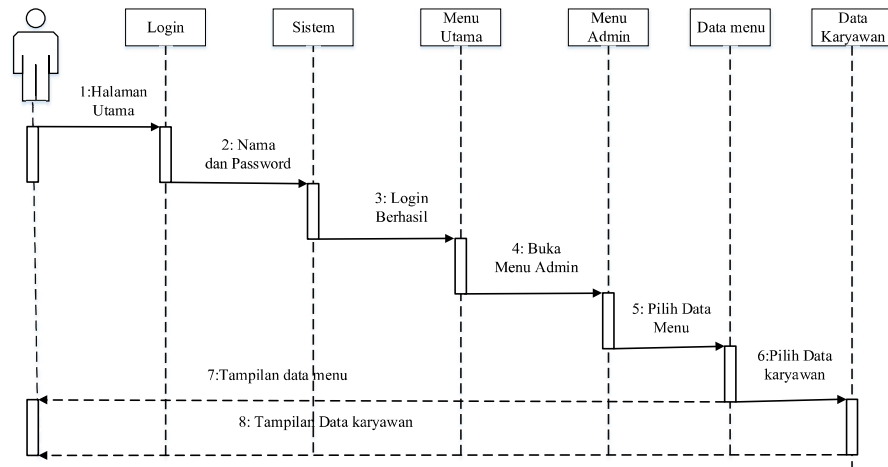 Login
Sistem
Menu
Utama
Menu
Admin
Data menu
Data
Karyawan
1:Halaman
Utama
2: Nama
dan Password
3: Login
Berhasil
4: Buka
Menu Admin
5: Pilih Data
Menu
6:Pilih Data
karyawan
7:Tampilan data menu
8: Tampilan Data karyawan